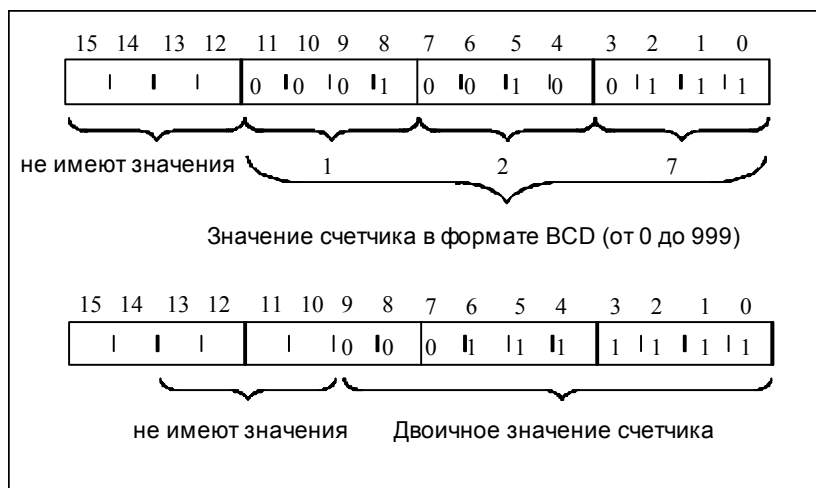 15 14 13 12 11 10 9 8 7 6 5 4 3 2 1 0
0 0 0 1 0 0 1 0 0 1 1 1
не имеют значения 1 2 7
Значение счетчика в формате BCD (от 0 до 999)
15 14 13 12 11 10 9 8 7 6 5 4 3 2 1 0
0 0 0 1 1 1 1 1 1 1
не имеют значения Двоичное значение счетчика